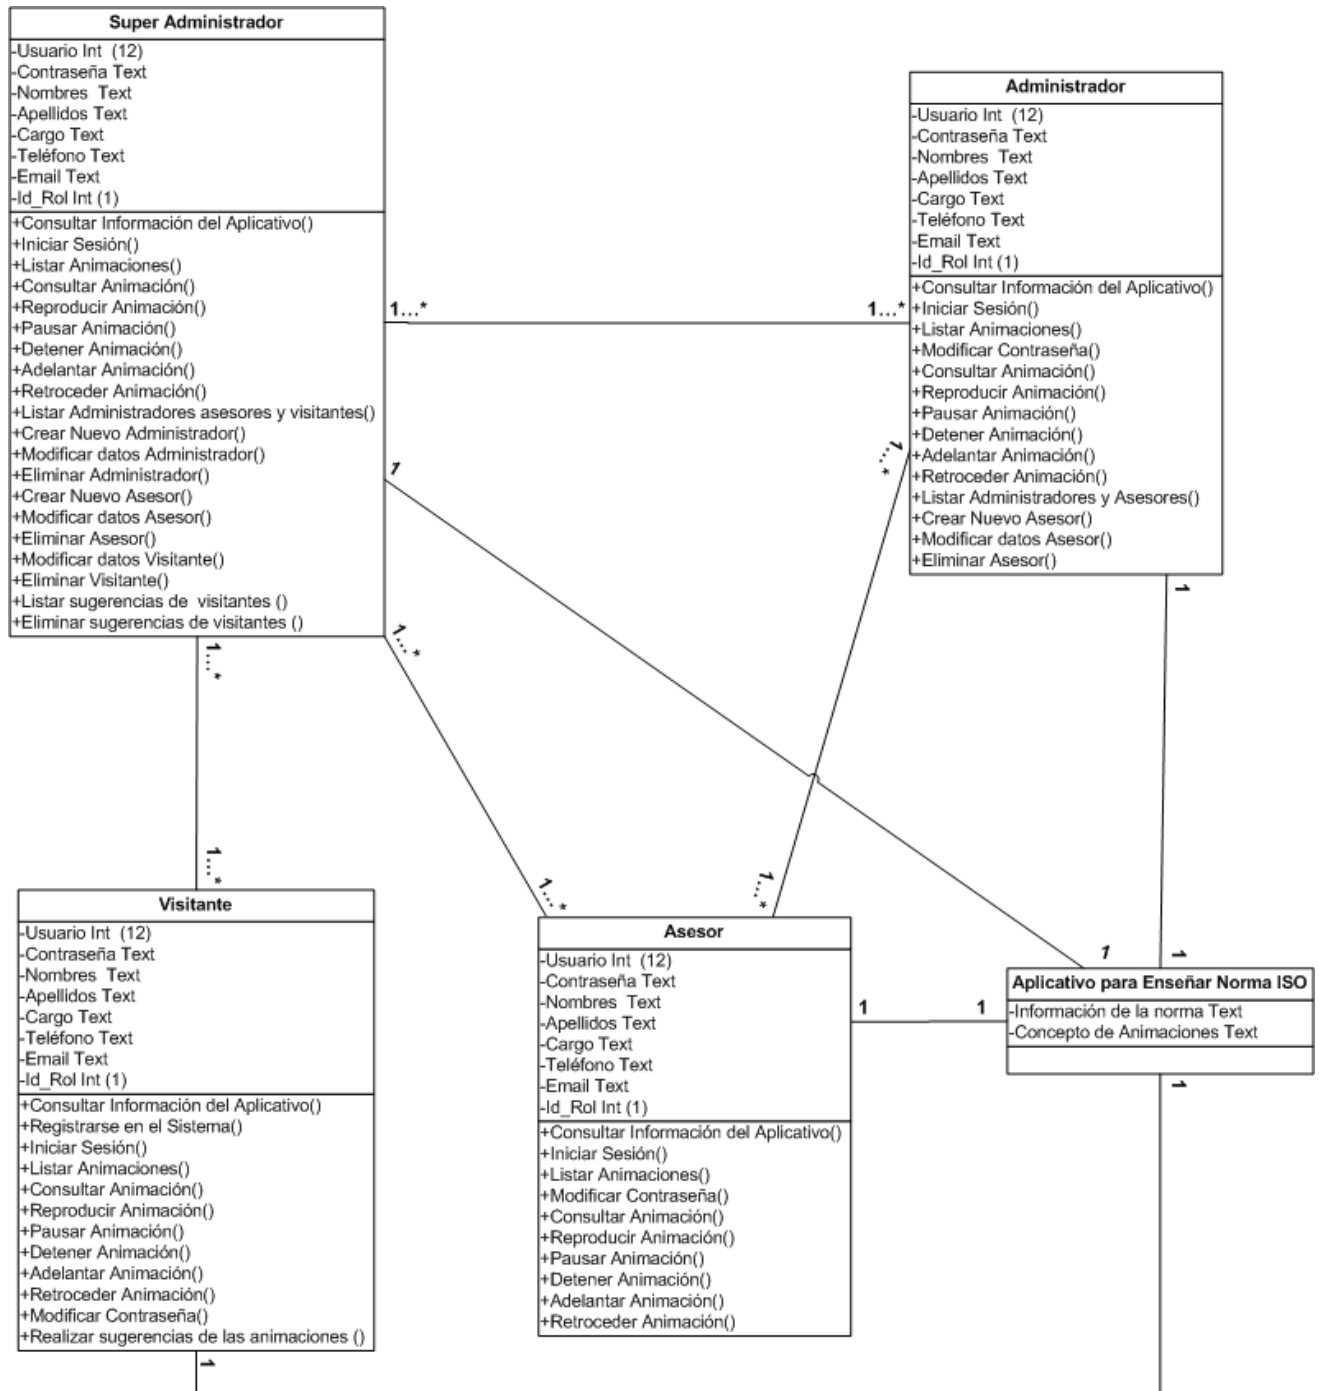 Super Administrador
-Usuario Int (12)
-Contraseña Text
-Nombres Text
-Apellidos Text
-Cargo Text
-Teléfono Text
-Email Text
-Id_Rol Int (1)
+Consultar Información del Aplicativo()
+Iniciar Sesión()
+Listar Animaciones()
+Consultar Animación()
+Reproducir Animación()
+Pausar Animación()
+Detener Animación()
+Adelantar Animación()
+Retroceder Animación()
+Listar Administradores asesores y visitantes()
+Crear Nuevo Administrador()
+Modificar datos Administrador()
+Eliminar Administrador()
+Crear Nuevo Asesor()
+Modificar datos Asesor()
+Eliminar Asesor()
+Modificar datos Visitante()
+Eliminar Visitante()
+Listar sugerencias de visitantes ()
+Eliminar sugerencias de visitantes ()
Administrador
-Usuario Int (12)
-Contraseña Text
-Nombres Text
-Apellidos Text
-Cargo Text
-Teléfono Text
-Email Text
-Id_Rol Int (1)
+Consultar Información del Aplicativo()
+Iniciar Sesión()
+Listar Animaciones()
+Modificar Contraseña()
+Consultar Animación()
+Reproducir Animación()
+Pausar Animación()
+Detener Animación()
+Adelantar Animación()
+Retroceder Animación()
+Listar Administradores y Asesores()
+Crear Nuevo Asesor()
+Modificar datos Asesor()
+Eliminar Asesor()
1...*
1...*
1
1...*
1
1...*
1...*
1...*
1...*
1...*
1
1
Visitante
-Usuario Int (12)
-Contraseña Text
-Nombres Text
-Apellidos Text
-Cargo Text
-Teléfono Text
-Email Text
-Id_Rol Int (1)
+Consultar Información del Aplicativo()
+Registrarse en el Sistema()
+Iniciar Sesión()
+Listar Animaciones()
+Consultar Animación()
+Reproducir Animación()
+Pausar Animación()
+Detener Animación()
+Adelantar Animación()
+Retroceder Animación()
+Modificar Contraseña()
+Realizar sugerencias de las animaciones ()
1
Asesor
-Usuario Int (12)
-Contraseña Text
-Nombres Text
-Apellidos Text
-Cargo Text
-Teléfono Text
-Email Text
-Id_Rol Int (1)
+Consultar Información del Aplicativo()
+Iniciar Sesión()
+Listar Animaciones()
+Modificar Contraseña()
+Consultar Animación()
+Reproducir Animación()
+Pausar Animación()
+Detener Animación()
+Adelantar Animación()
+Retroceder Animación()
1
1
Aplicativo para Enseñar Norma ISO
-Información de la norma Text
-Concepto de Animaciones Text
1